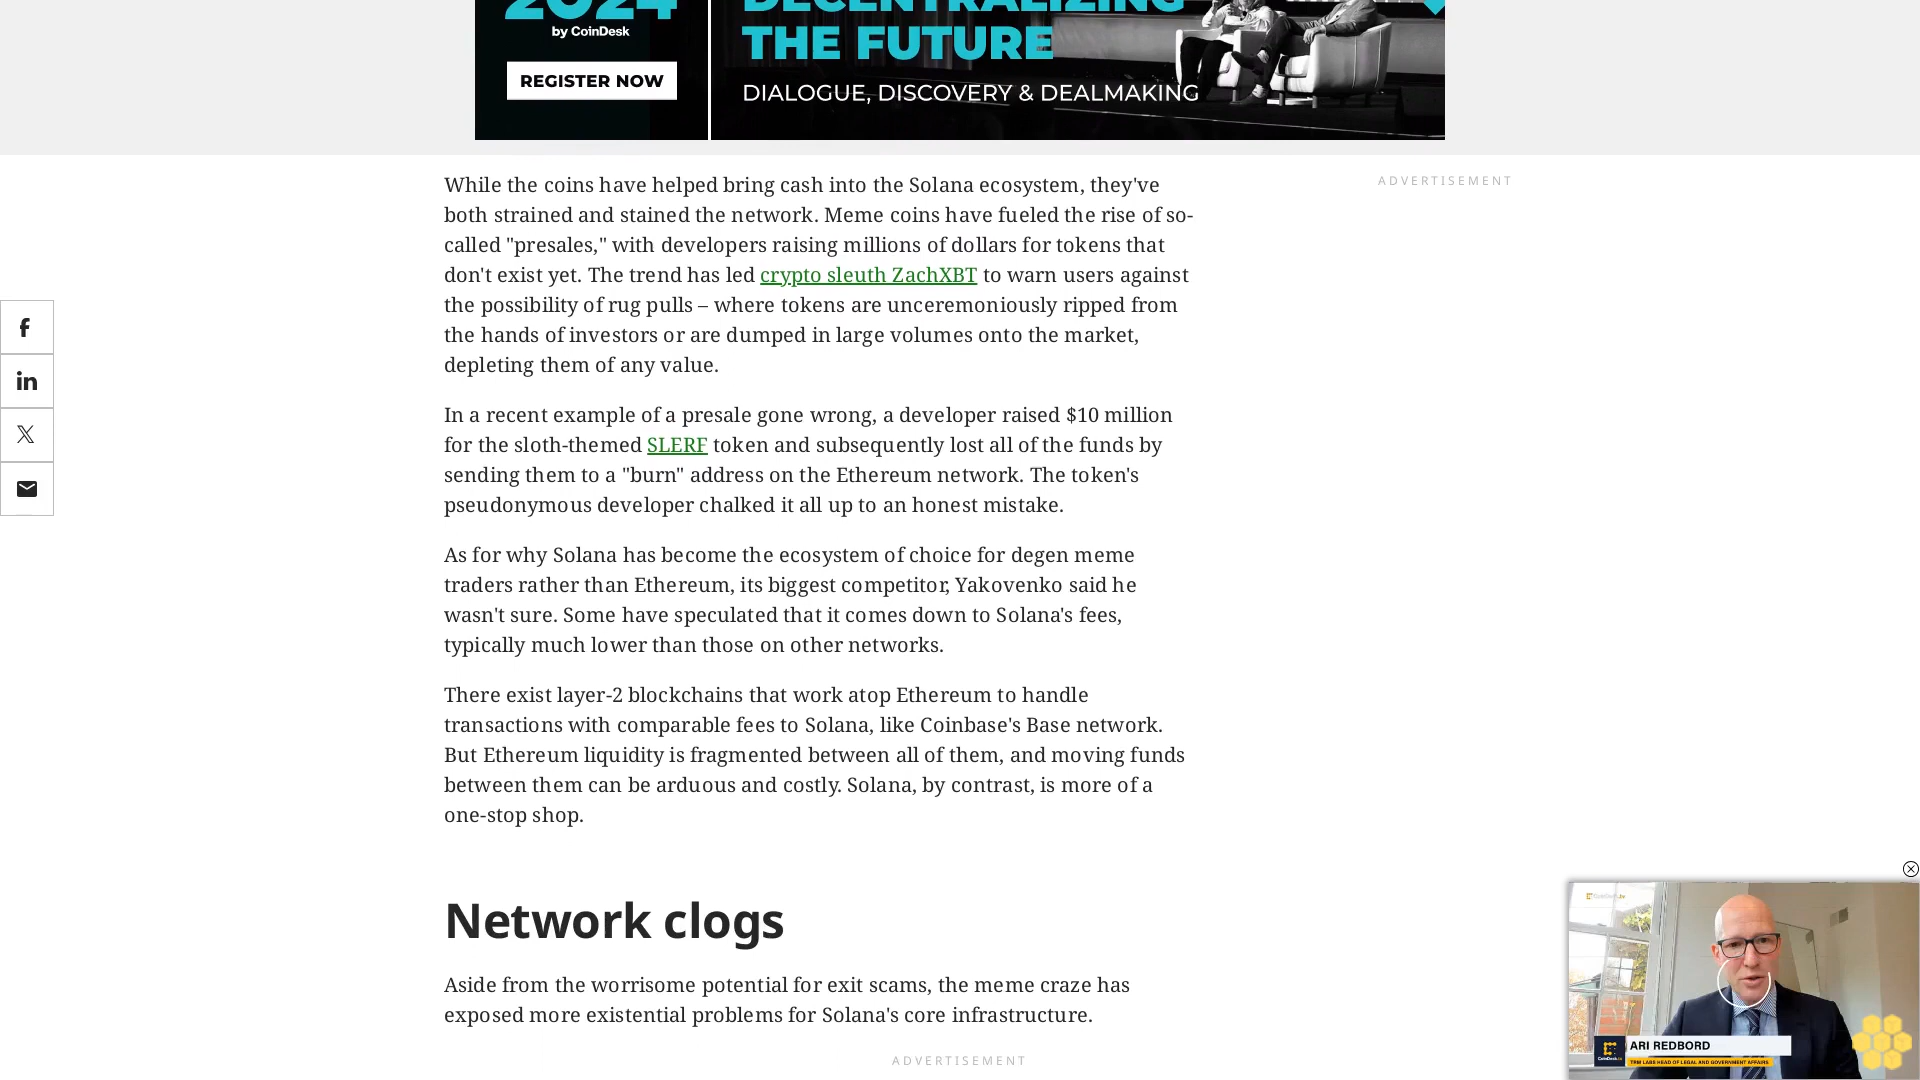 2024
by CoinDesk
REGISTER NOW
DECENTRALIZING
THE FUTURE
DIALOGUE, DISCOVERY & DEALMAKING
While the coins have helped bring cash into the Solana ecosystem, they've
both strained and stained the network. Meme coins have fueled the rise of so-
called "presales," with developers raising millions of dollars for tokens that
don't exist yet. The trend has led crypto sleuth ZachXBT to warn users against
the possibility of rug pulls – where tokens are unceremoniously ripped from
the hands of investors or are dumped in large volumes onto the market,
depleting them of any value.
ADVERTISEMENT
In a recent example of a presale gone wrong, a developer raised $10 million
for the sloth-themed SLERF token and subsequently lost all of the funds by
sending them to a "burn" address on the Ethereum network. The token's
pseudonymous developer chalked it all up to an honest mistake.
As for why Solana has become the ecosystem of choice for degen meme
traders rather than Ethereum, its biggest competitor, Yakovenko said he
wasn't sure. Some have speculated that it comes down to Solana's fees,
typically much lower than those on other networks.
There exist layer-2 blockchains that work atop Ethereum to handle
transactions with comparable fees to Solana, like Coinbase's Base network.
But Ethereum liquidity is fragmented between all of them, and moving funds
between them can be arduous and costly. Solana, by contrast, is more of a
one-stop shop.
Network clogs
Aside from the worrisome potential for exit scams, the meme craze has
exposed more existential problems for Solana's core infrastructure.
ADVERTISEMENT
ARI REDBORD
TRM LABS HEAD OF LEGAL AND GOVERNMENT AFFAIRS